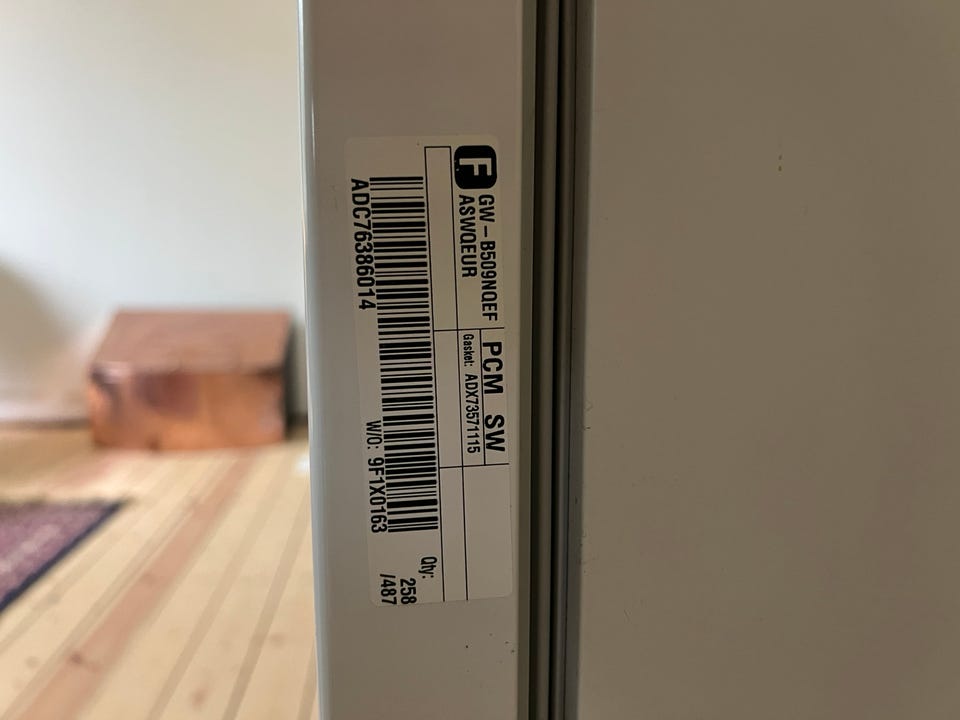 F
GW-B509NQEF
ASWQEUR
PCM SW
Gasket: ADX73571115
ADC76386014
W/O: 9F1X0163
Qty:
258
/487